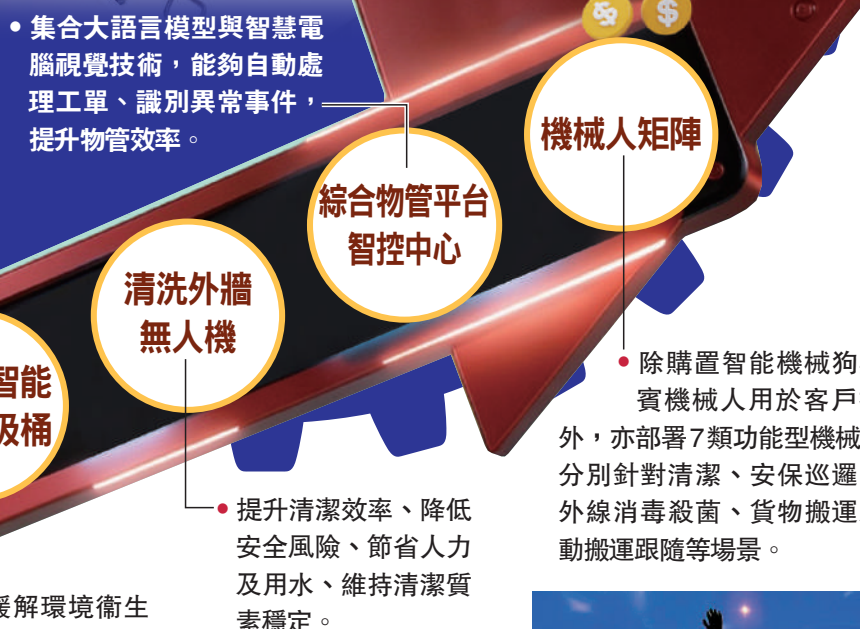 • 集合大語言模型與智慧電
腦視覺技術，能夠自動處
理工單、識別異常事件，
提升物管效率。
機械人矩陣
綜合物管平台
智控中心
清洗外牆
無人機
智能
圾桶
• 除購置智能機械狗
賓機械人用於客戶
外，亦部署7類功能型機械
分別針對清潔、安保巡邏
外線消毒殺菌、貨物搬運
動搬運跟隨等場景。
• 提升清潔效率、降低
安全風險、節省人力
及用水、維持清潔質
素穩定。
緩解環境衞生